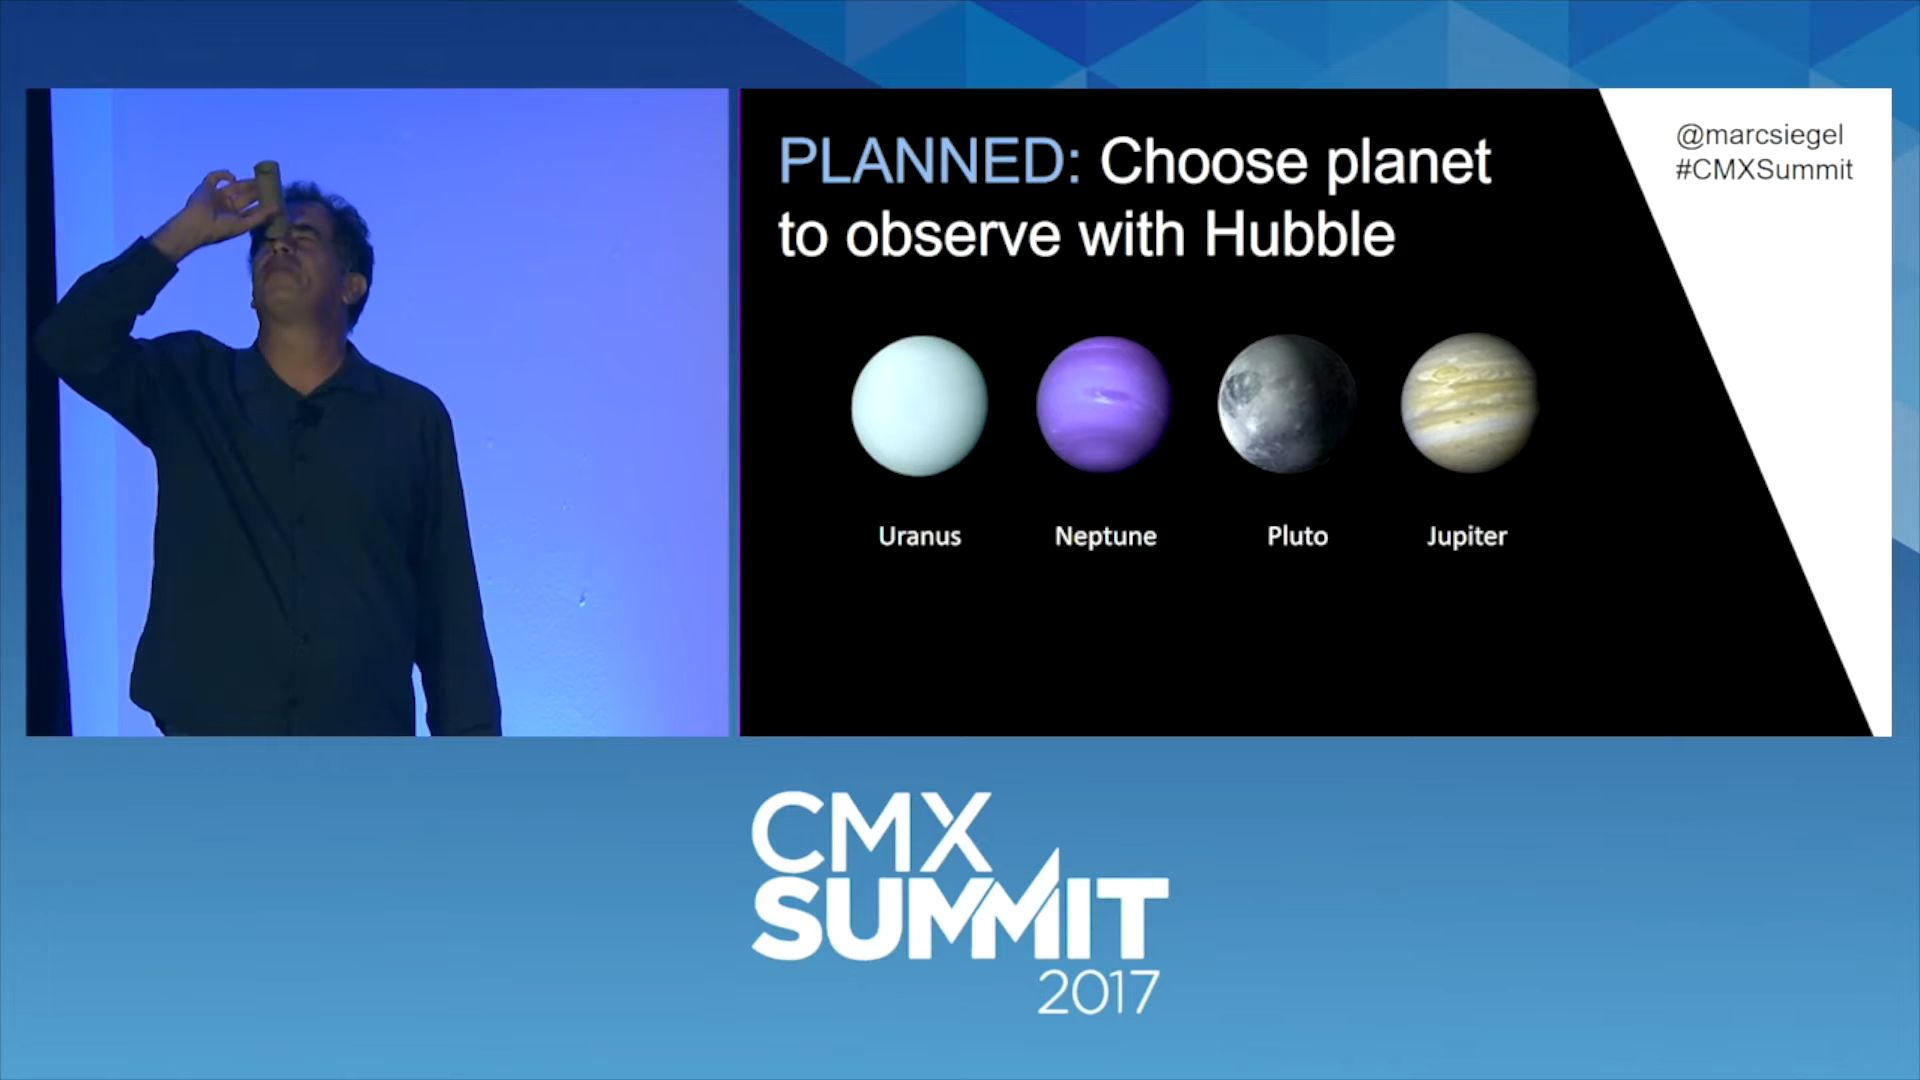 PLANNED: Choose planet
to observe with Hubble
@marcsiegel
#CMXSummit
Uranus
Neptune
Pluto
Jupiter
CMX
SUMMIT
2017